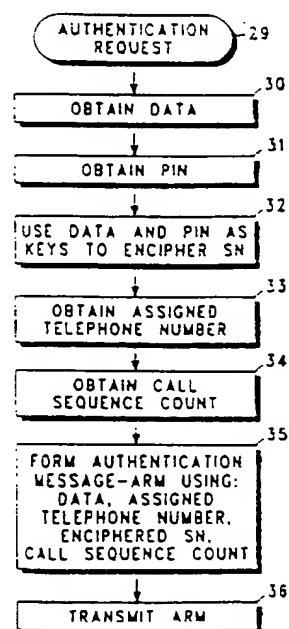 AUTHENTICATION
REQUEST
29
30
OBTAIN DATA
31
OBTAIN PIN
32
USE DATA AND PIN AS
KEYS TO ENCIPHER SN
33
OBTAIN ASSIGNED
TELEPHONE NUMBER
34
OBTAIN CALL
SEQUENCE COUNT
35
FORM AUTHENTICATION
MESSAGE-ARM USING:
DATA, ASSIGNED
TELEPHONE NUMBER,
ENCIPHERED SN,
CALL SEQUENCE COUNT
36
TRANSMIT ARM